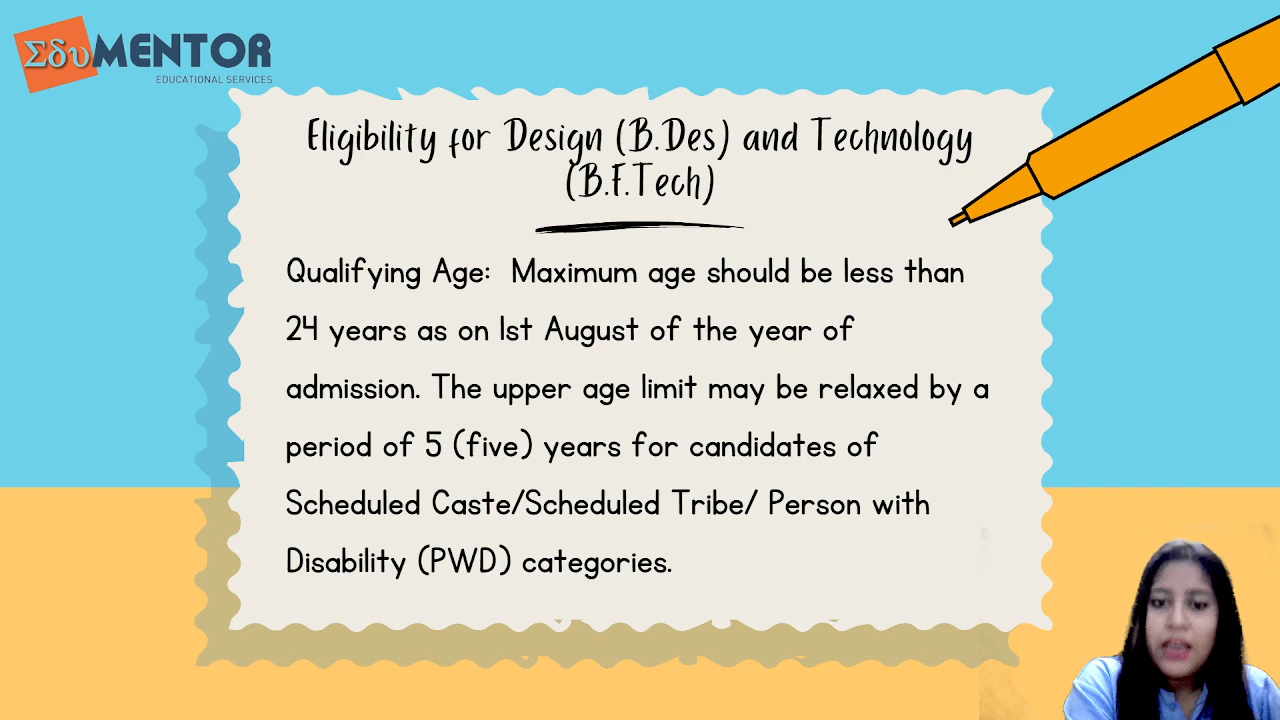 ΣδυMENTOR
EDUCATIONAL SERVICES
Eligibility for Design (B.Des) and Technology
(B.F.Tech)
Qualifying Age: Maximum age should be less than
24 years as on 1st August of the year of
admission. The upper age limit may be relaxed by a
period of 5 (five) years for candidates of
Scheduled Caste/Scheduled Tribe/ Person with
Disability (PWD) categories.